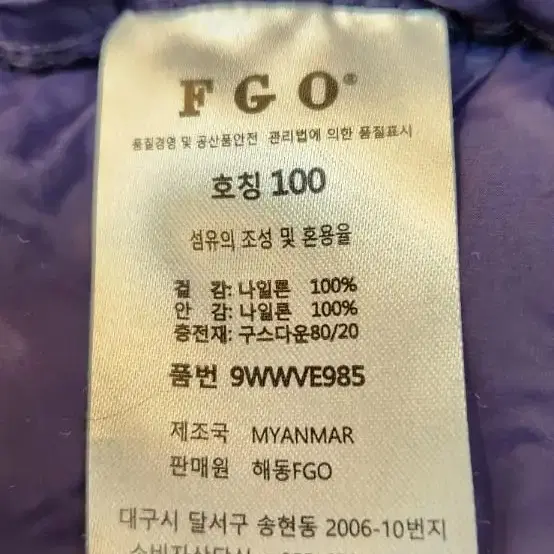 FGO®
품질경영 및 공산품안전 관리법에 의한 품질표시
호칭 100
섬유의 조성 및 혼용율
겉 감: 나일론 100%
안 감: 나일론 100%
충전재: 구스다운80/20
품번 9WWVE985
제조국 MYANMAR
판매원 해동FGO
대구시 달서구 송현동 2006-10번지